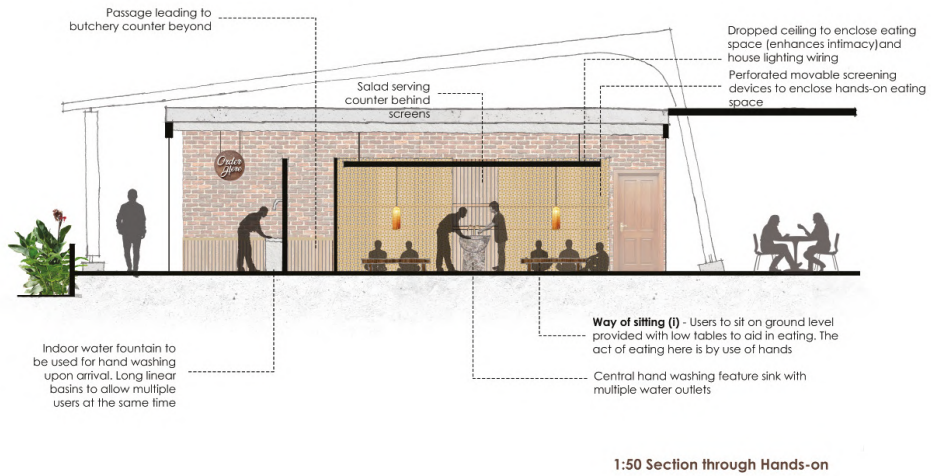 Passage leading to
butchery counter beyond
Dropped ceiling to enclose eating
space (enhances intimacy)and
house lighting wiring
Perforated movable screening
devices to enclose hands-on eating
space
Salad serving
counter behind
screens
Order
Here
Way of sitting (i) - Users to sit on ground level
provided with low tables to aid in eating. The
act of eating here is by use of hands
Indoor water fountain to
be used for hand washing
upon arrival. Long linear
basins to allow multiple
users at the same time
Central hand washing feature sink with
multiple water outlets
1:50 Section through Hands-on